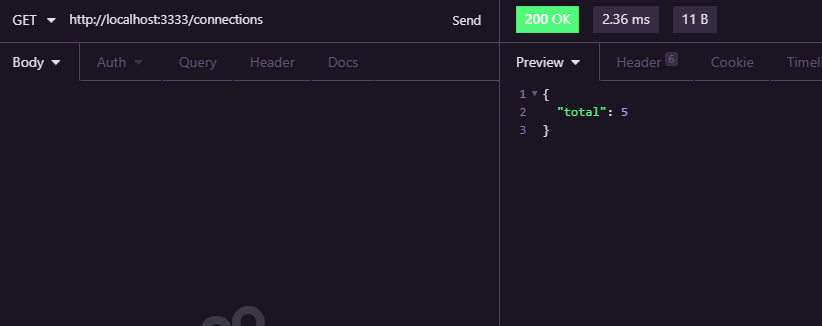 GET http://localhost:3333/connections Send 200 OK 2.36 ms 11 B
Body Auth Query Header Docs Preview Header 6 Cookie Timel
1 {
2 "total": 5
3 }